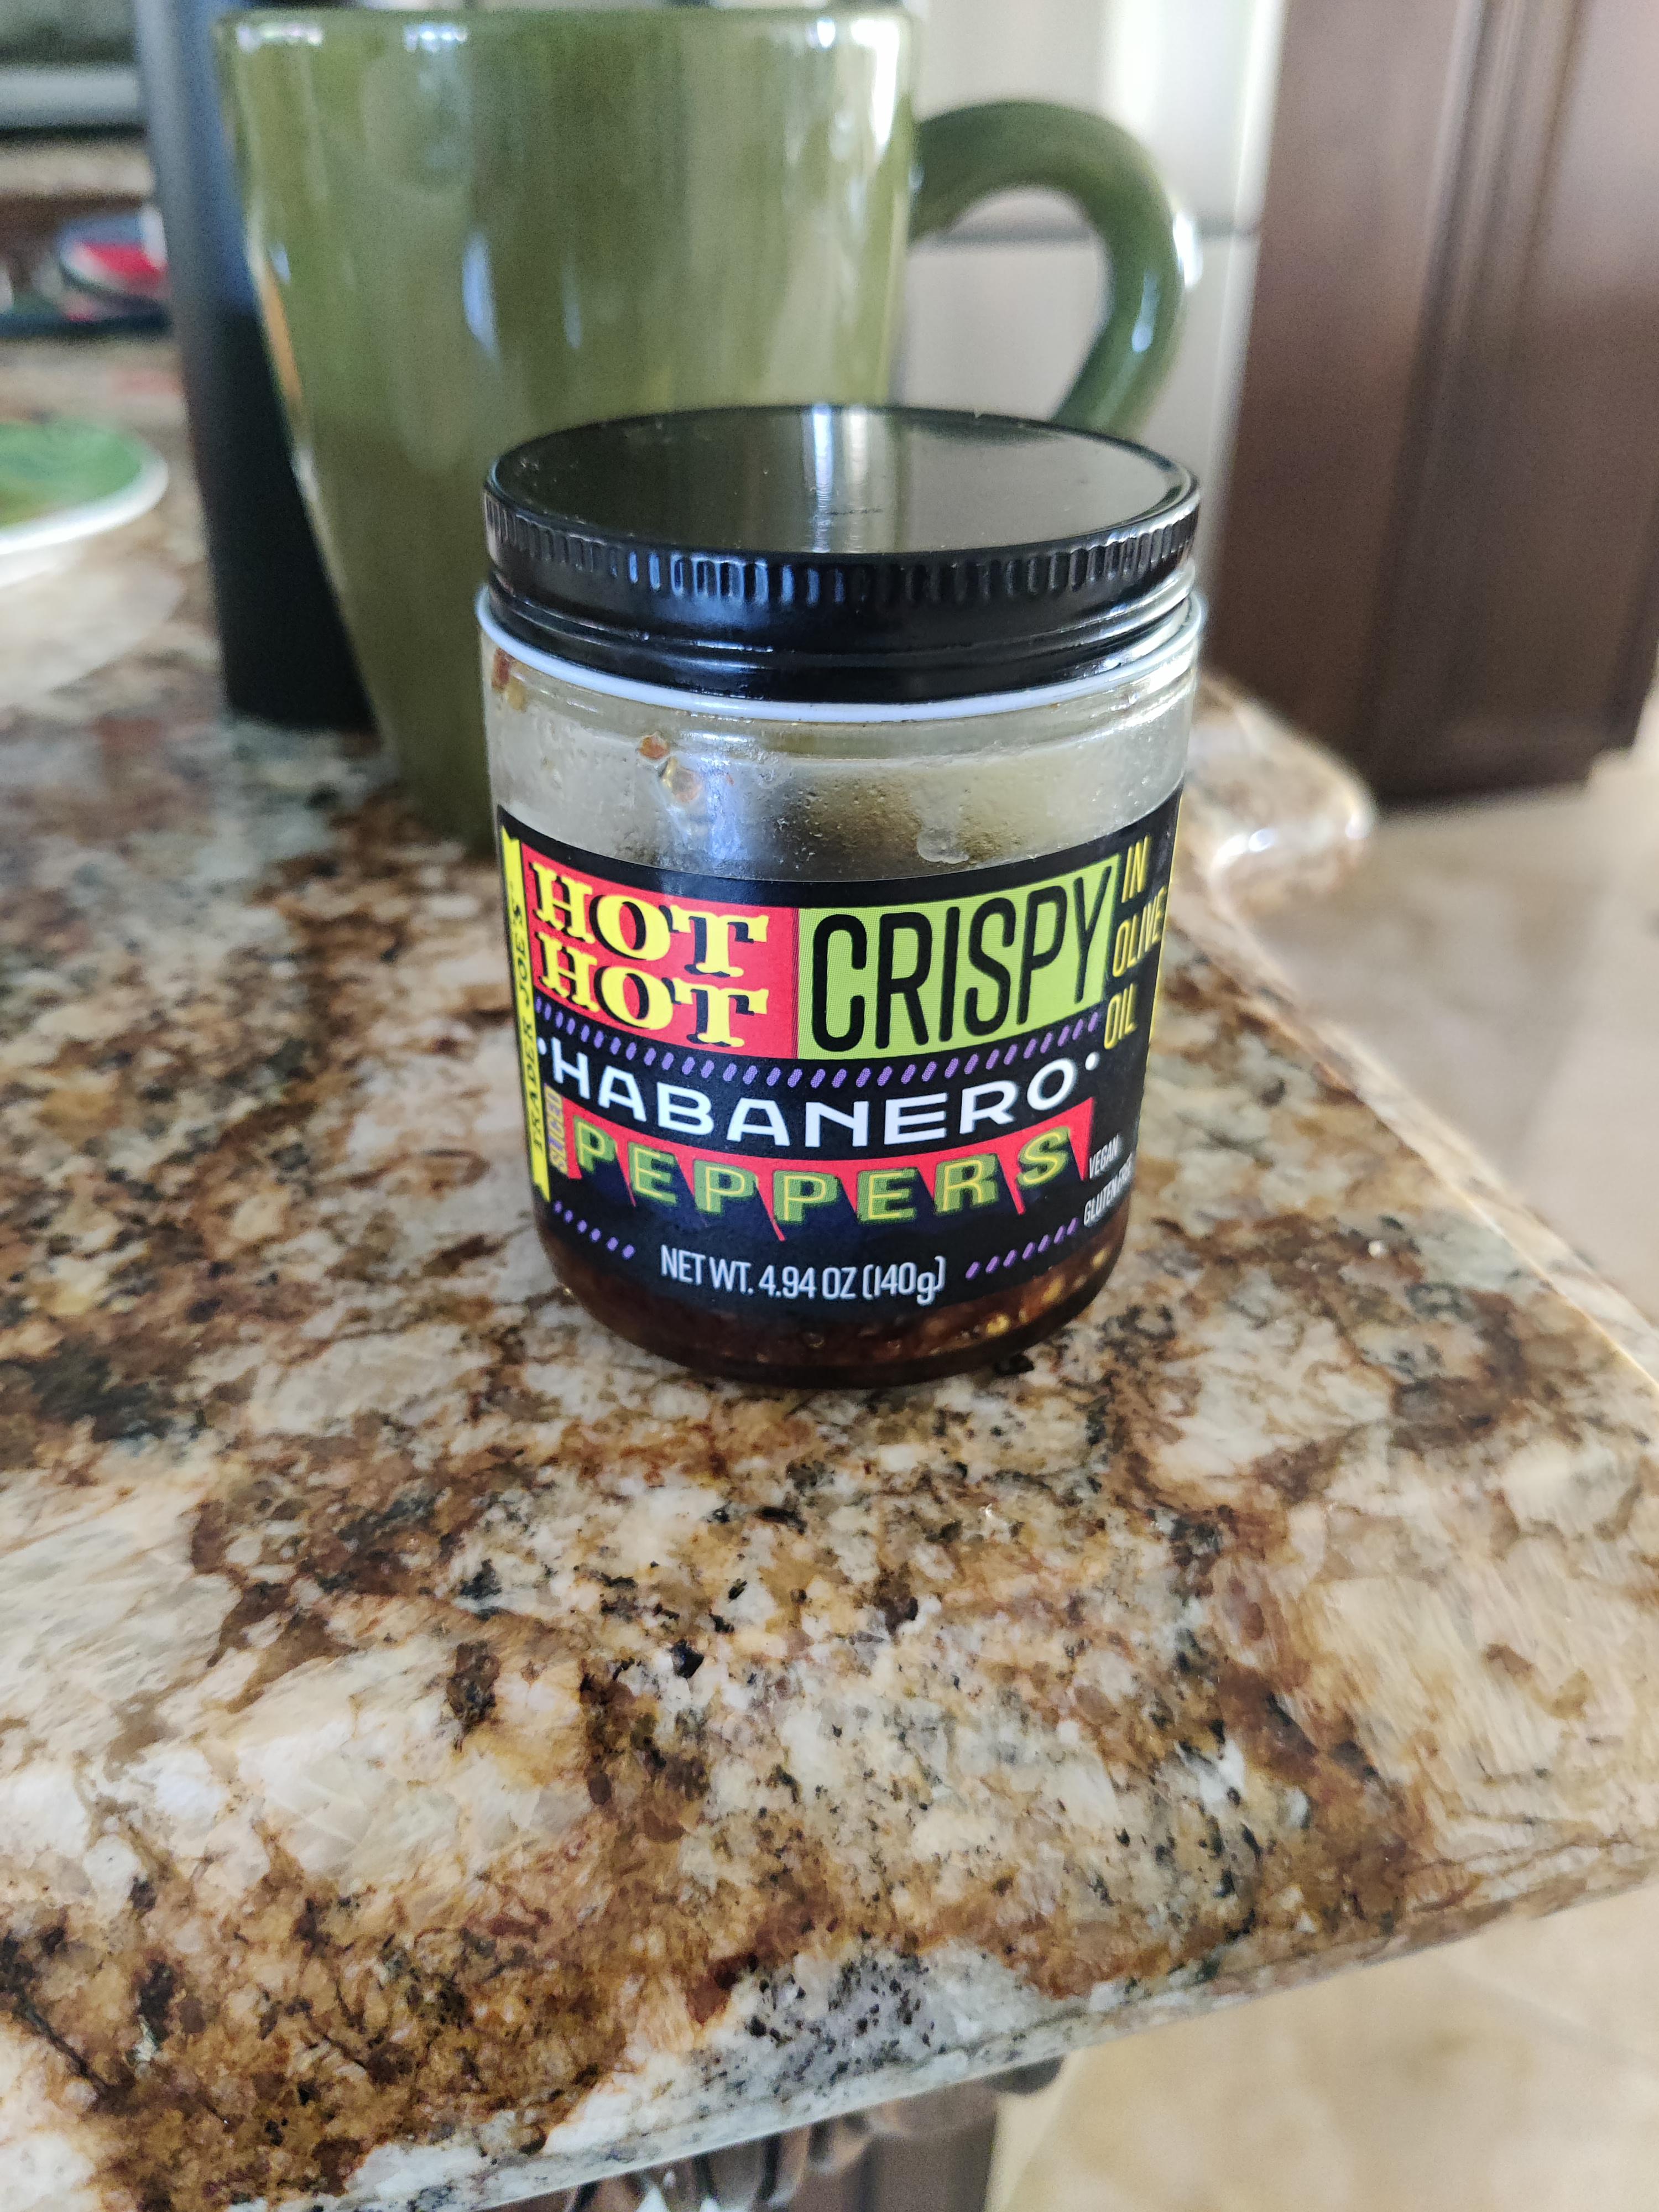 TRADER JOE'S
HOT
HOT
CRISPY
IN
OLIVE
OIL
HABANERO
SLICED
PEPPERS
VEGAN
NET WT. 4.94 OZ (140g)